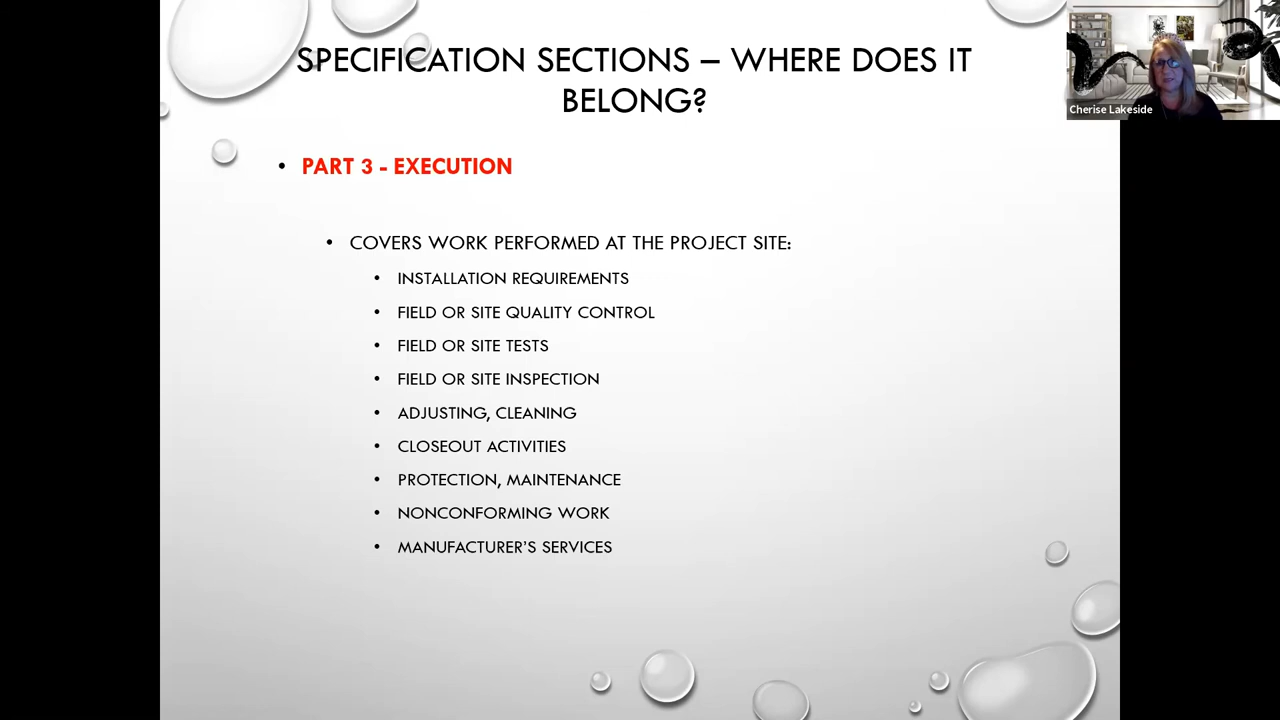 SPECIFICATION SECTIONS – WHERE DOES IT
BELONG?
Cherise Lakeside
• PART 3 - EXECUTION
• COVERS WORK PERFORMED AT THE PROJECT SITE:
• INSTALLATION REQUIREMENTS
• FIELD OR SITE QUALITY CONTROL
• FIELD OR SITE TESTS
• FIELD OR SITE INSPECTION
• ADJUSTING, CLEANING
• CLOSEOUT ACTIVITIES
• PROTECTION, MAINTENANCE
• NONCONFORMING WORK
• MANUFACTURER’S SERVICES